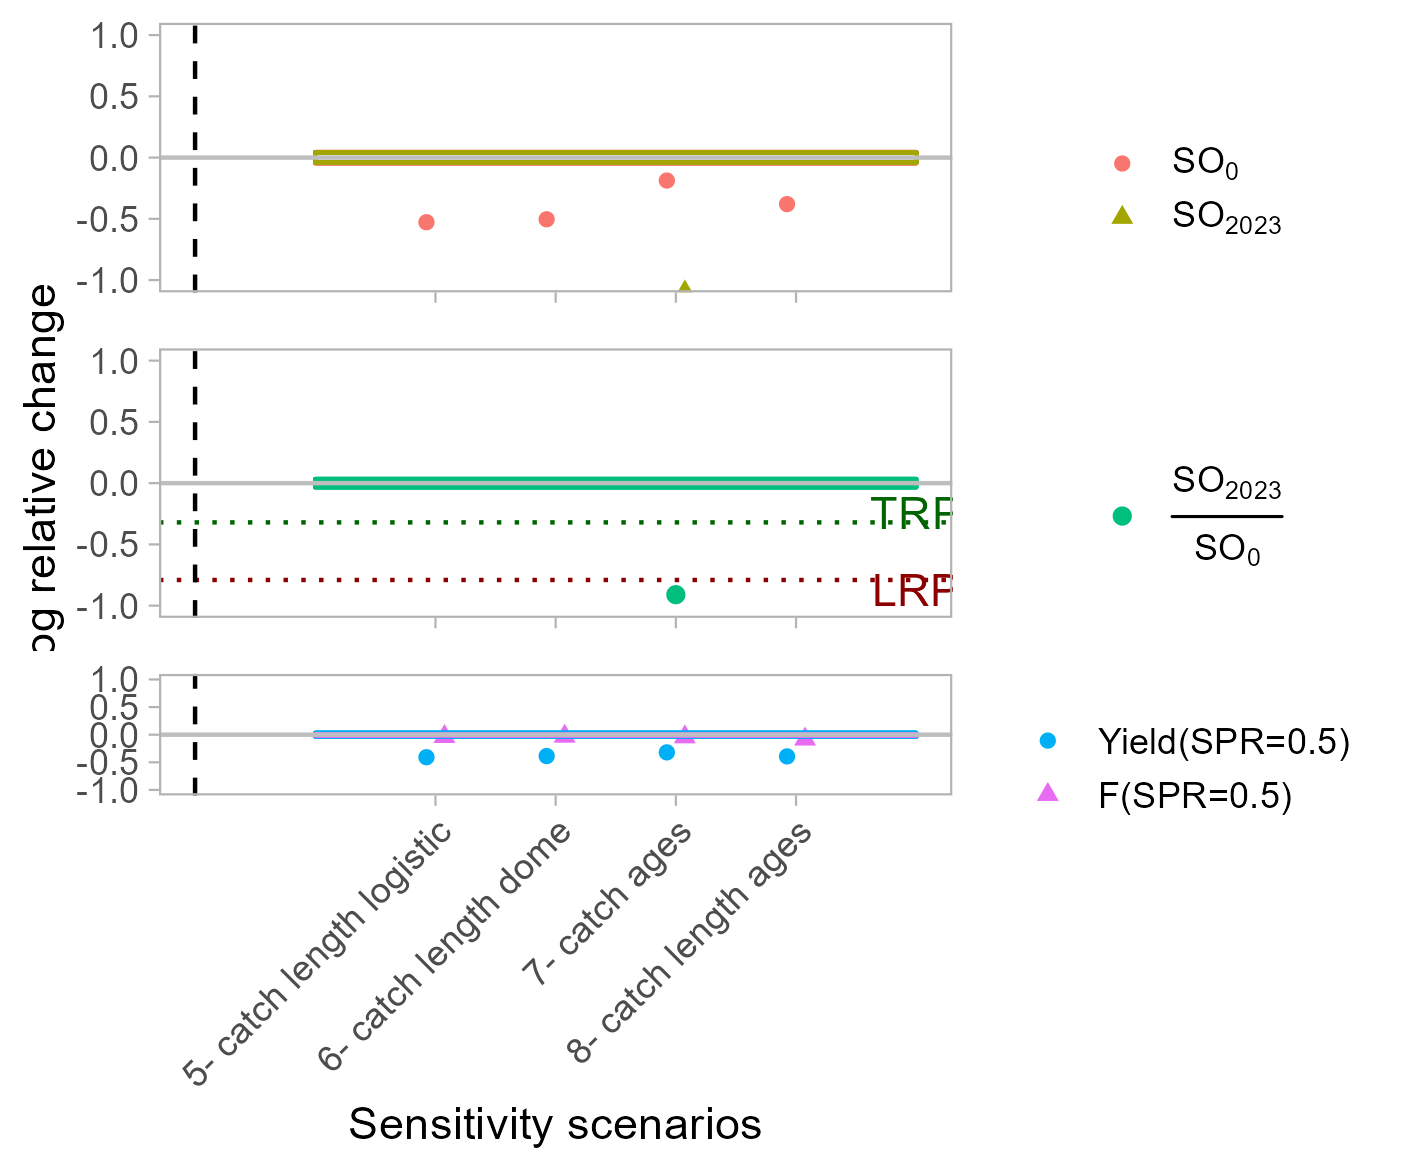 1.0
0.5
0.0
-0.5
-1.0
SO₀
SO₂₀₂₃
og relative change
1.0
0.5
0.0
-0.5
-1.0
TRP
LRP
SO₂₀₂₃
SO₀
1.0
0.5
0.0
-0.5
-1.0
Yield(SPR=0.5)
F(SPR=0.5)
5- catch length logistic
6- catch length dome
7- catch ages
8- catch length ages
Sensitivity scenarios